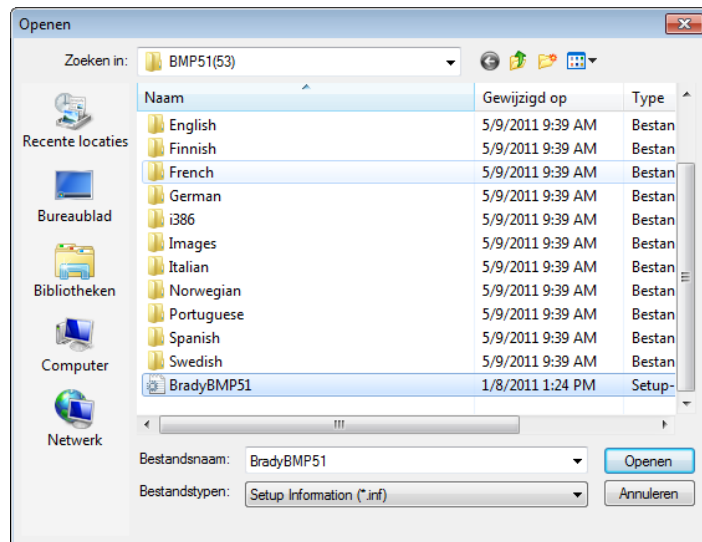 Openen
Zoeken in: BMP51(53)
Naam Gewijzigd op Type
English 5/9/2011 9:39 AM Bestan
Finnish 5/9/2011 9:39 AM Bestan
French 5/9/2011 9:39 AM Bestan
German 5/9/2011 9:39 AM Bestan
i386 5/9/2011 9:39 AM Bestan
Images 5/9/2011 9:39 AM Bestan
Italian 5/9/2011 9:39 AM Bestan
Norwegian 5/9/2011 9:39 AM Bestan
Portuguese 5/9/2011 9:39 AM Bestan
Spanish 5/9/2011 9:39 AM Bestan
Swedish 5/9/2011 9:39 AM Bestan
BradyBMP51 1/8/2011 1:24 PM Setup-
Recente locaties
Bureaublad
Bibliotheken
Computer
Netwerk
Bestandsnaam: BradyBMP51 Openen
Bestandstypen: Setup Information (*.inf) Annuleren